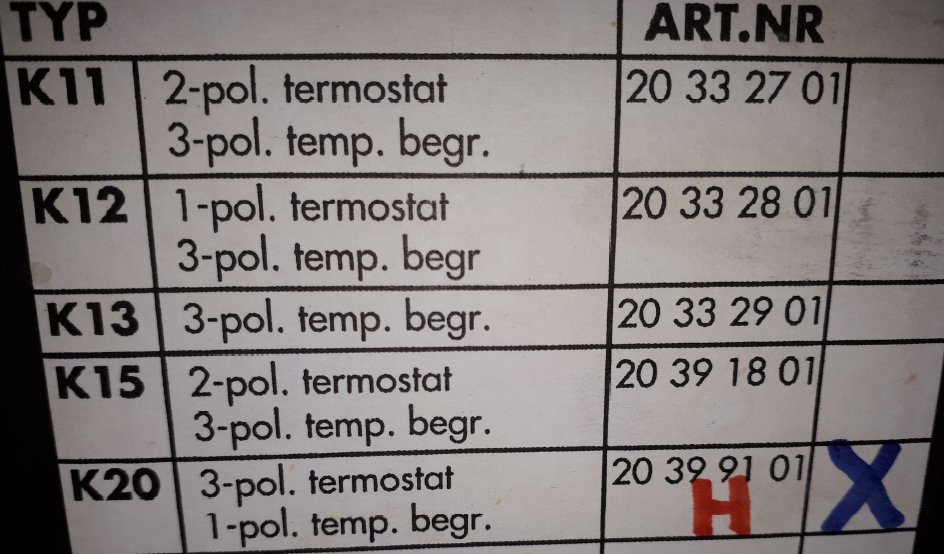 TYP ART.NR
K11 2-pol. termostat 20 33 27 01
3-pol. temp. begr.
K12 1-pol. termostat 20 33 28 01
3-pol. temp. begr
K13 3-pol. temp. begr. 20 33 29 01
K15 2-pol. termostat 20 39 18 01
3-pol. temp. begr.
K20 3-pol. termostat 20 39 91 01 X
1-pol. temp. begr. H